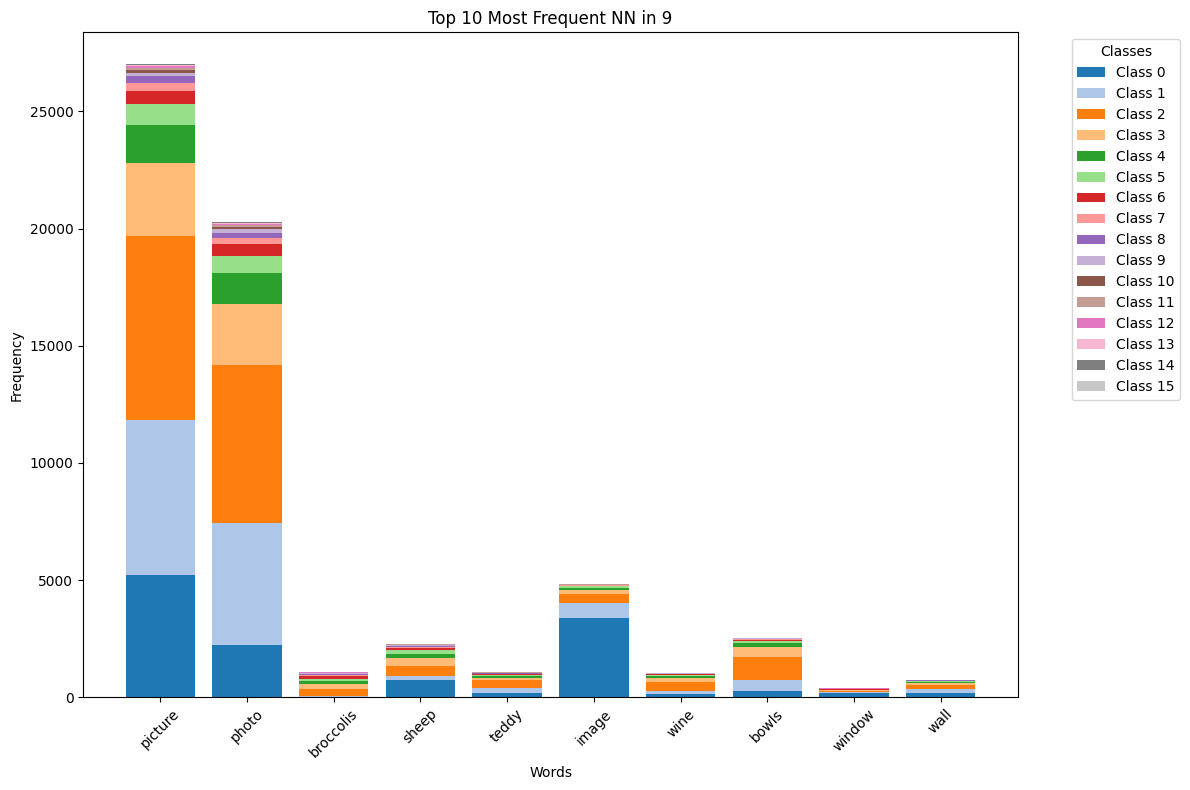 Top 10 Most Frequent NN in 9
Frequency
25000
20000
15000
10000
5000
0
picture
photo
broccolis
sheep
teddy
image
wine
bowls
window
wall
Words
Classes
Class 0
Class 1
Class 2
Class 3
Class 4
Class 5
Class 6
Class 7
Class 8
Class 9
Class 10
Class 11
Class 12
Class 13
Class 14
Class 15